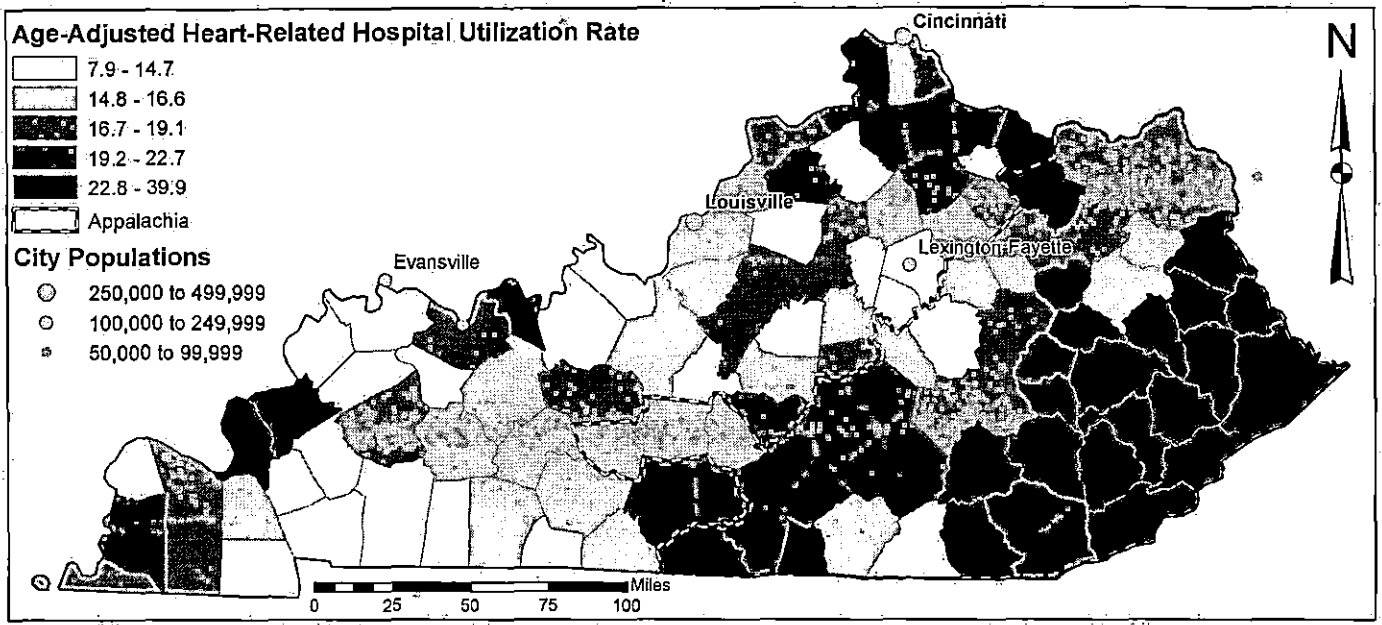 Age-Adjusted Heart-Related Hospital Utilization Rate
7.9 - 14.7
14.8 - 16.6
16.7 - 19.1
19.2 - 22.7
22.8 - 39.9
Appalachia
City Populations
250,000 to 499,999
100,000 to 249,999
50,000 to 99,999
Cincinnati
N
Louisville
Lexington-Fayette
Evansville
Miles
0 25 50 75 100